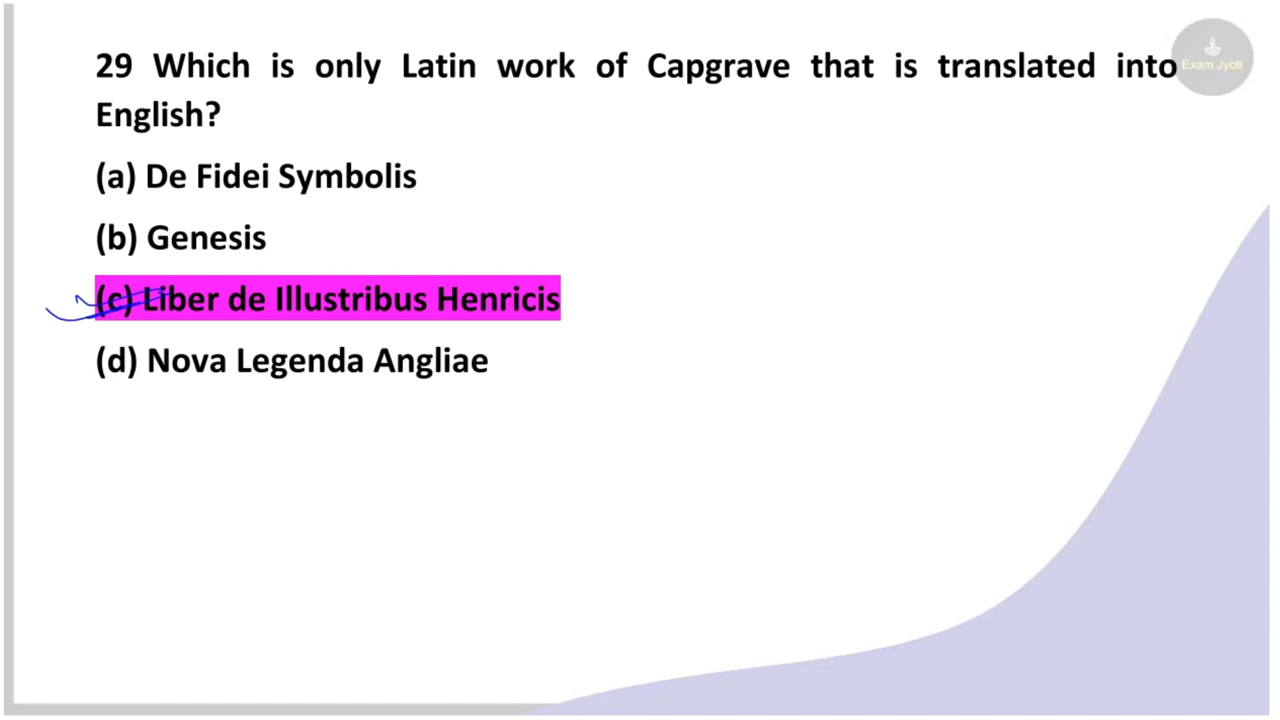 29 Which is only Latin work of Capgrave that is translated into
English?
(a) De Fidei Symbolis
(b) Genesis
(c) Liber de Illustribus Henricis
(d) Nova Legenda Angliae
Exam Jyoti